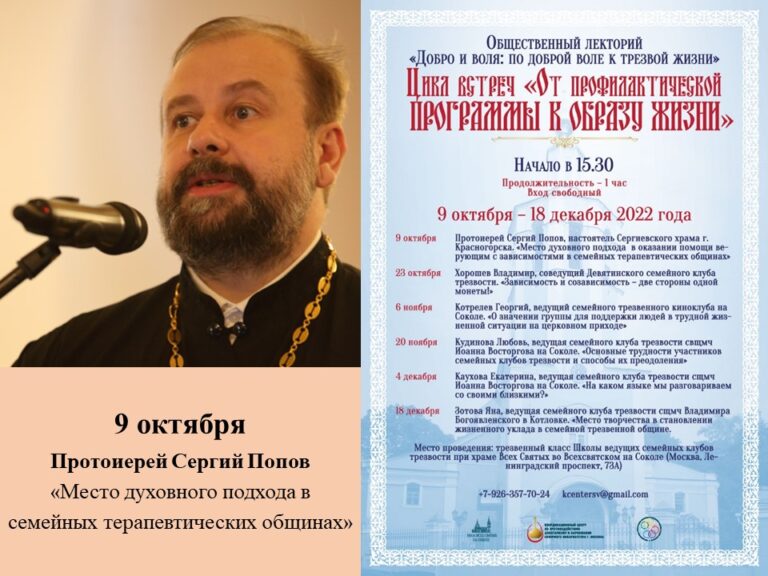 9 октября
Протоиерей Сергий Попов
«Место духовного подхода в
семейных терапевтических общинах»
Общественный лекторий
«Добро и воля: по доброй воле к трезвой жизни»
Цикл встреч «От профилактической
программы к образу жизни»
Начало в 15.30
Продолжительность – 1 час
Вход свободный
9 октября – 18 декабря 2022 года
9 октября Протоиерей Сергий Попов, настоятель Сергиевского храма г.
Красногорска. «Место духовного подхода в оказании помощи ве-
рующим с зависимостями в семейных терапевтических общинах»
23 октября Хорошев Владимир, соведущий Девятинского семейного клуба
трезвости. «Зависимость и созависимость – две стороны одной
монеты!»
6 ноября Котрелев Георгий, ведущий семейного трезвенного киноклуба на
Соколе. «О значении группы для поддержки людей в трудной жиз-
ненной ситуации на церковном приходе»
20 ноября Кудинова Любовь, ведущая семейного клуба трезвости свщмч
Иоанна Восторгова на Соколе. «Основные трудности участников
семейных клубов трезвости и способы их преодоления»
4 декабря Каухова Екатерина, ведущая семейного клуба трезвости сщмч
Иоанна Восторгова на Соколе. «На каком языке мы разговариваем
со своими близкими?»
18 декабря Зотова Яна, ведущая семейного клуба трезвости сщмч Владимира
Богоявленского в Котловке. «Место творчества в становлении
жизненного уклада в семейной трезвенной общине.
Место проведения: трезвенный класс Школы ведущих семейных клубов
трезвости при храме Всех Святых во Всехсвятском на Соколе (Москва, Ле-
нинградский проспект, 73А)
+7-926-357-70-24 kcentersv@gmail.com